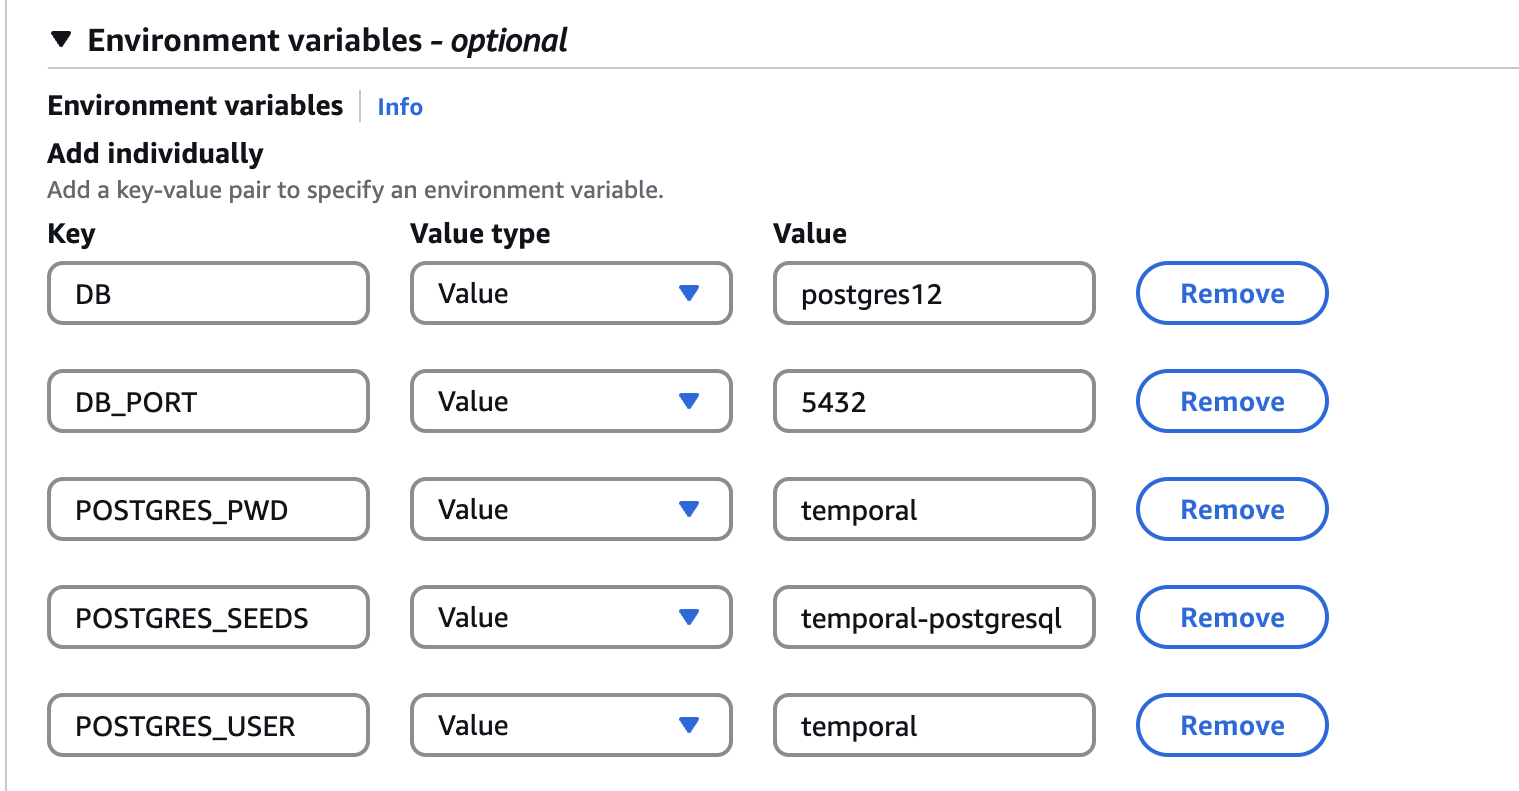 Environment variables - optional
Environment variables Info
Add individually
Add a key-value pair to specify an environment variable.
Key Value type Value
DB Value postgres12 Remove
DB_PORT Value 5432 Remove
POSTGRES_PWD Value temporal Remove
POSTGRES_SEEDS Value temporal-postgresql Remove
POSTGRES_USER Value temporal Remove